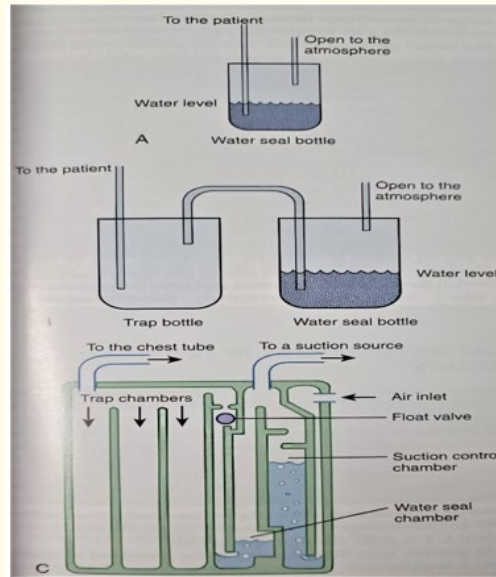 To the patient
Open to the
atmosphere
Water level
A
Water seal bottle
To the patient
Open to the
atmosphere
Water level
Trap bottle
Water seal bottle
To the chest tube
To a suction source
Trap chambers
Air inlet
Float valve
Suction control
chamber
Water seal
chamber
C